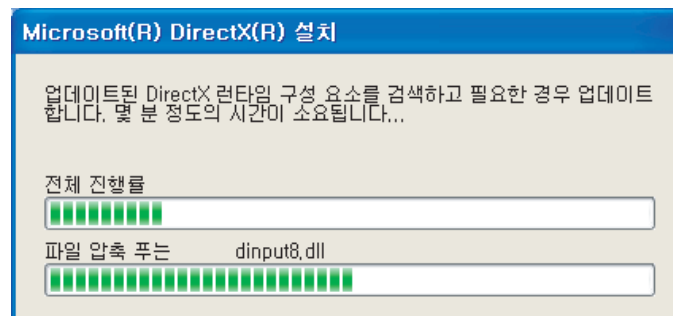 Microsoft(R) DirectX(R) 설치
업데이트된 DirectX 런타임 구성 요소를 검색하고 필요한 경우 업데이트
합니다. 몇 분 정도의 시간이 소요됩니다...
전체 진행률
파일 압축 푸는 dinput8.dll